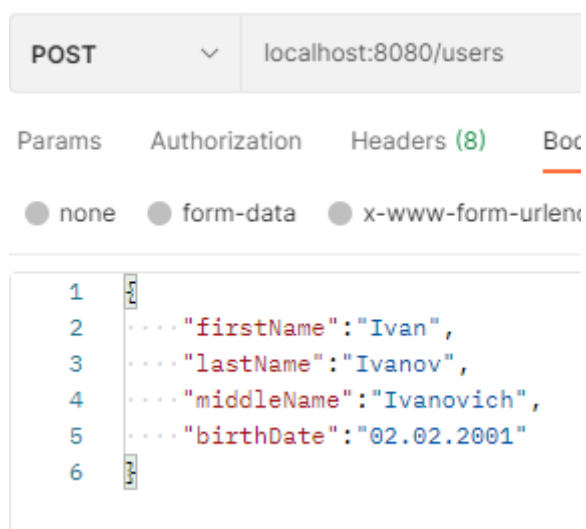 POST localhost:8080/users
Params Authorization Headers (8)
none form-data
1 {
2 "firstName":"Ivan",
3 "lastName":"Ivanov",
4 "middleName":"Ivanovich",
5 "birthDate":"02.02.2001"
6 }